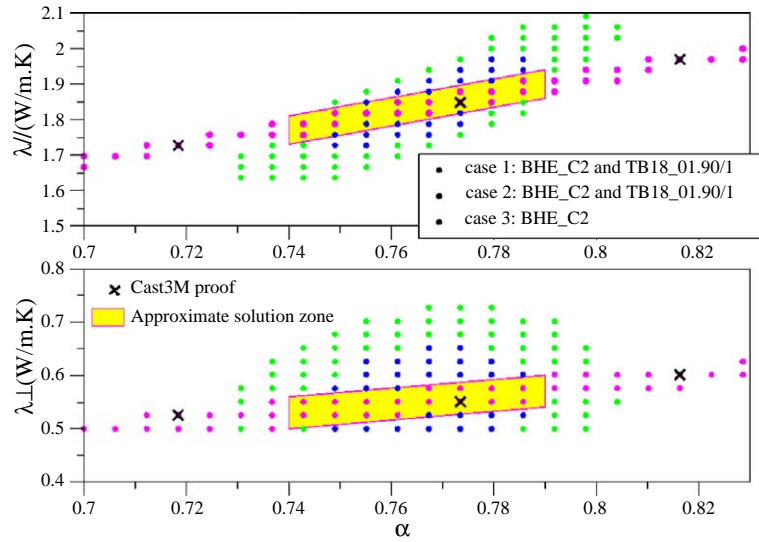 2.1
2
1.9
1.8
1.7
1.6
1.5
λ//(W/m.K)
case 1: BHE_C2 and TB18_01.90/1
case 2: BHE_C2 and TB18_01.90/1
case 3: BHE_C2
0.7 0.72 0.74 0.76 0.78 0.8 0.82
0.8
0.7
0.6
0.5
0.4
λ⊥(W/m.K)
Cast3M proof
Approximate solution zone
0.7 0.72 0.74 0.76 0.78 0.8 0.82
α